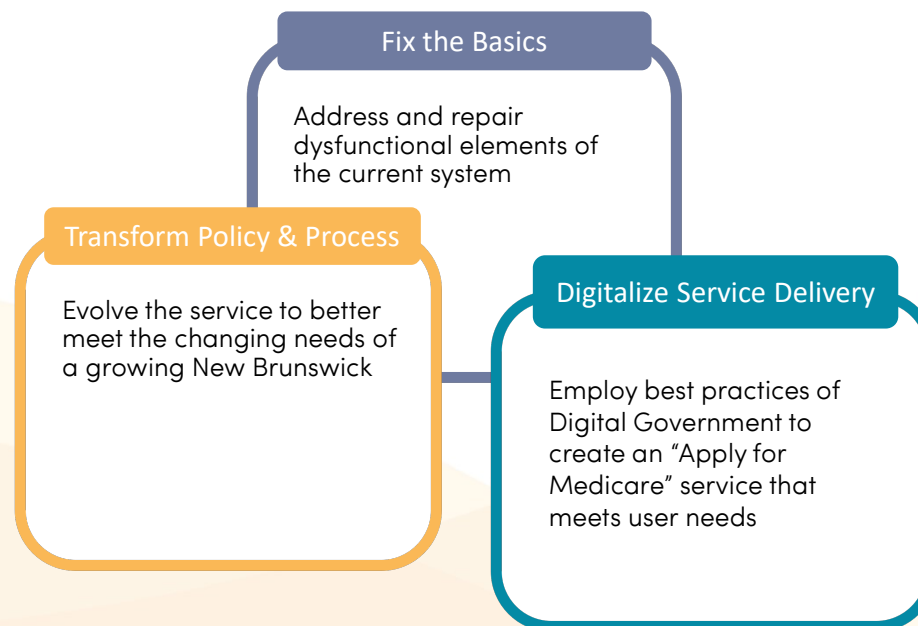 Fix the Basics
Address and repair
dysfunctional elements of
the current system
Transform Policy & Process
Evolve the service to better
meet the changing needs of
a growing New Brunswick
Digitalize Service Delivery
Employ best practices of
Digital Government to
create an “Apply for
Medicare” service that
meets user needs